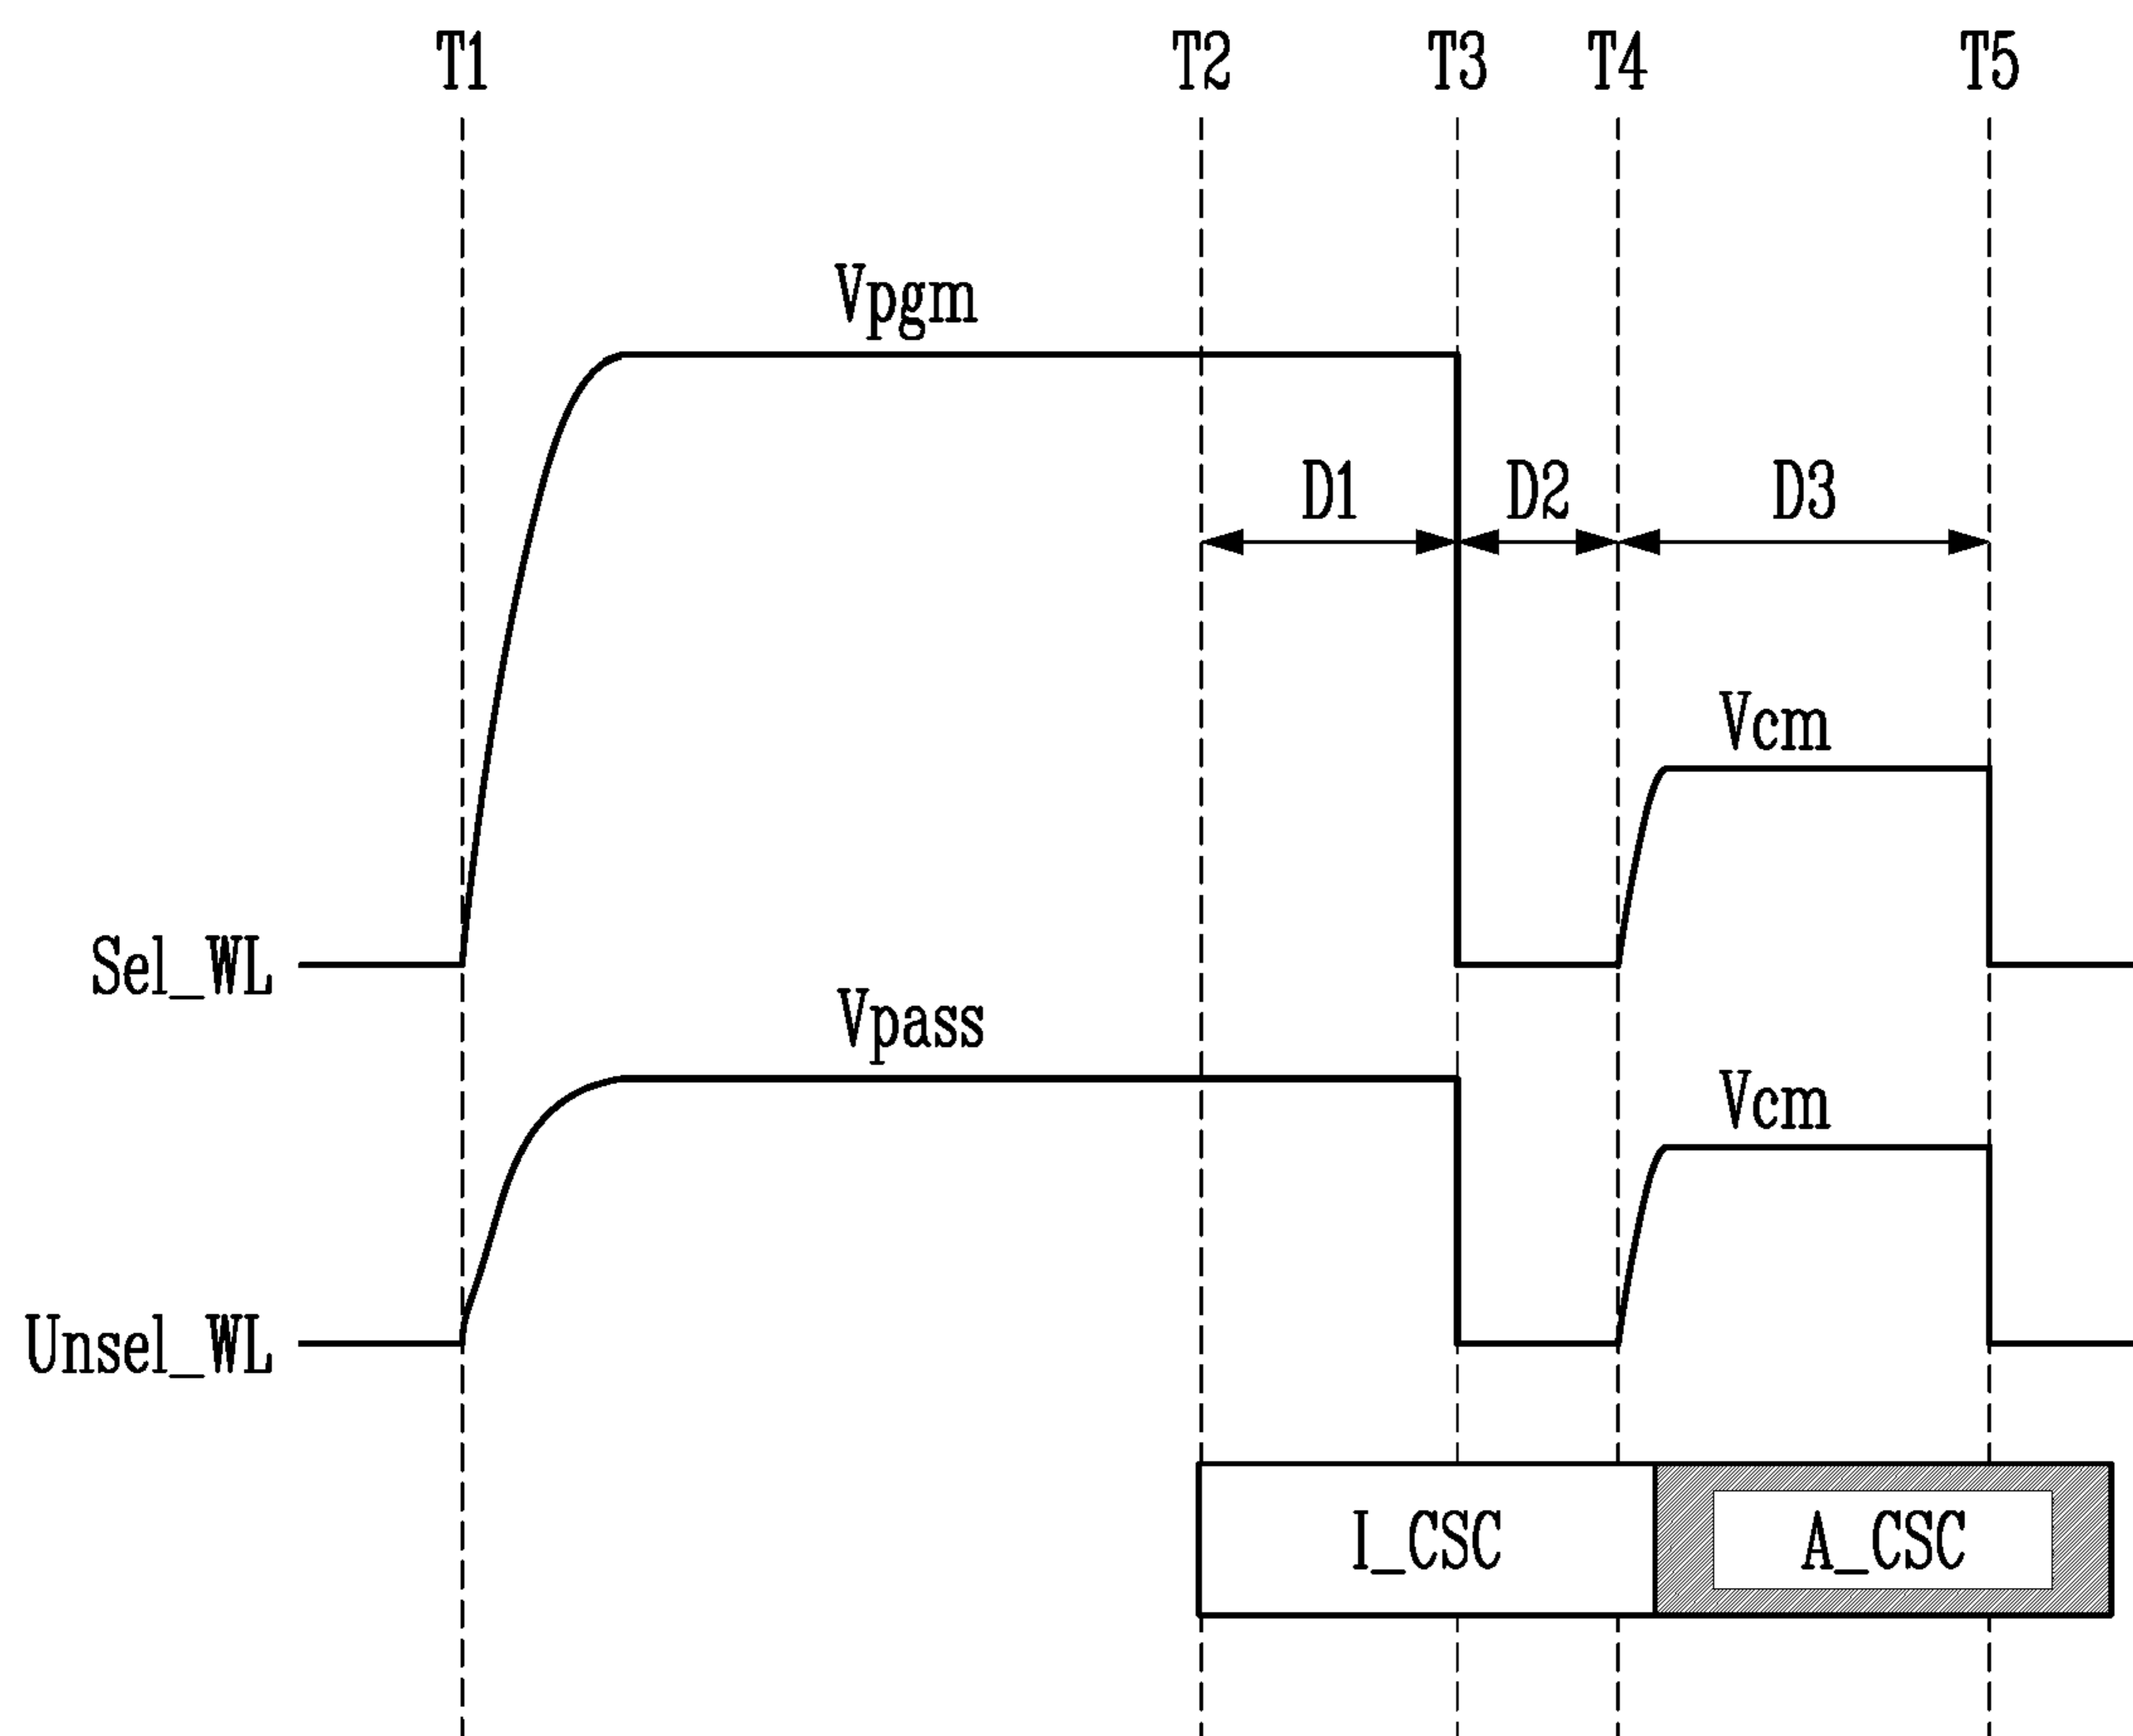 T1 T2 T3 T4 T5
Vpgm
D1 D2 D3
Vcm
Sel_WL
Vpass
Vcm
Unsel_WL
I_CSC A_CSC